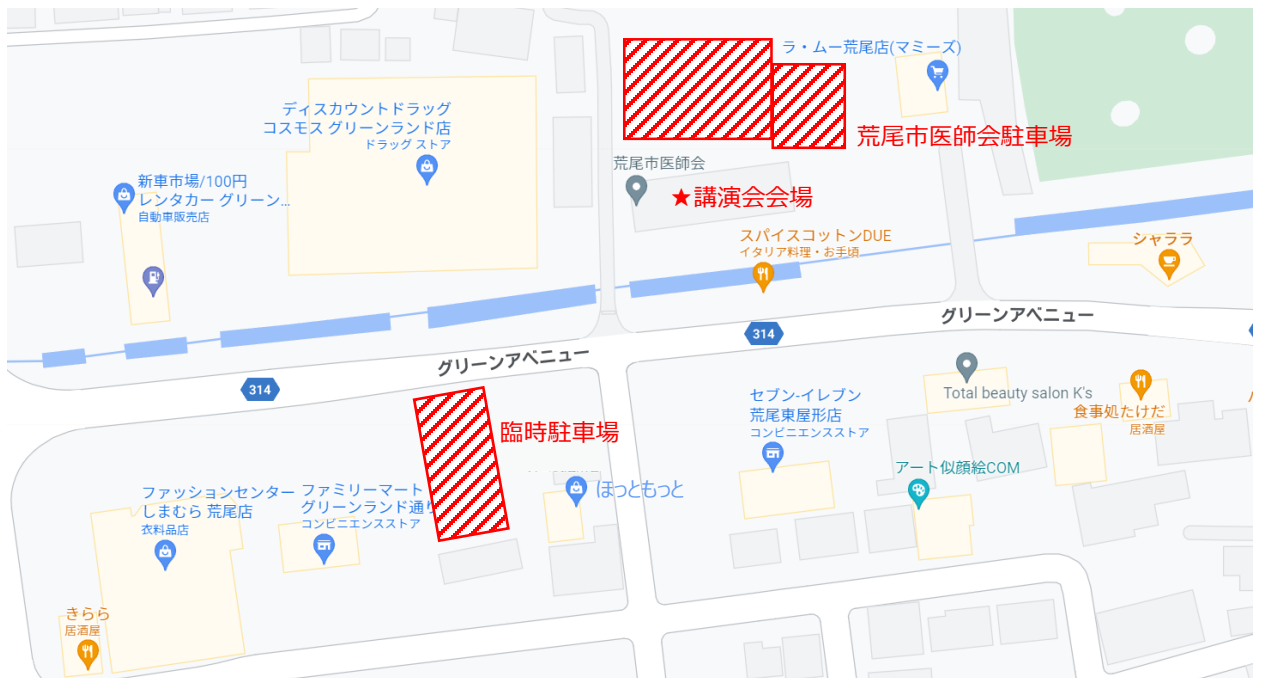 ラ・ムー荒尾店(マミーズ)
ディスカウントドラッグ
コスモス グリーンランド店
ドラッグ ストア
荒尾市医師会駐車場
荒尾市医師会
★講演会会場
新車市場/100円
レンタカー グリーン...
自動車販売店
スパイスコットンDUE
イタリア料理・お手頃
シャララ
グリーンアベニュー
314
グリーンアベニュー
314
Total beauty salon K's
セブン-イレブン
荒尾東屋形店
コンビニエンスストア
食事処たけだ
居酒屋
臨時駐車場
アート似顔絵COM
ほっともっと
ファッションセンター
しまむら 荒尾店
衣料品店
ファミリーマート
グリーンランド通り
コンビニエンスストア
きらら
居酒屋